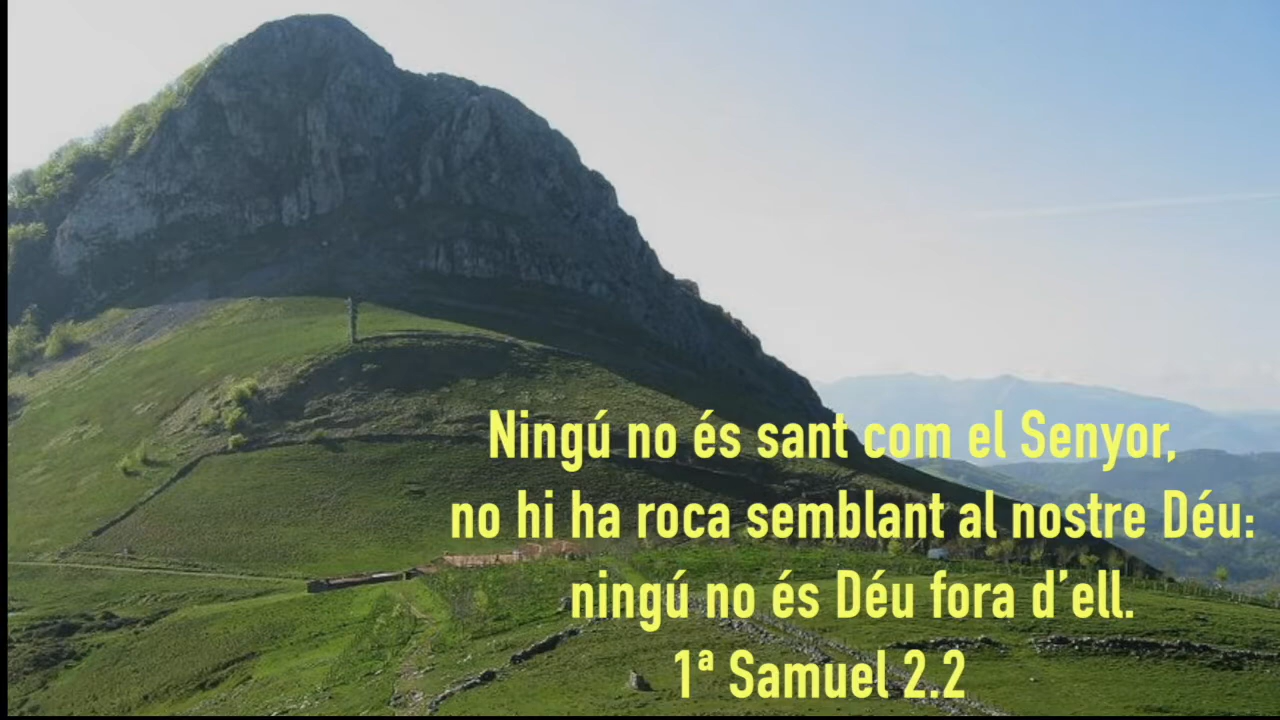 Ningú no és sant com el Senyor,
no hi ha roca semblant al nostre Déu:
ningú no és Déu fora d’ell.
1ª Samuel 2.2